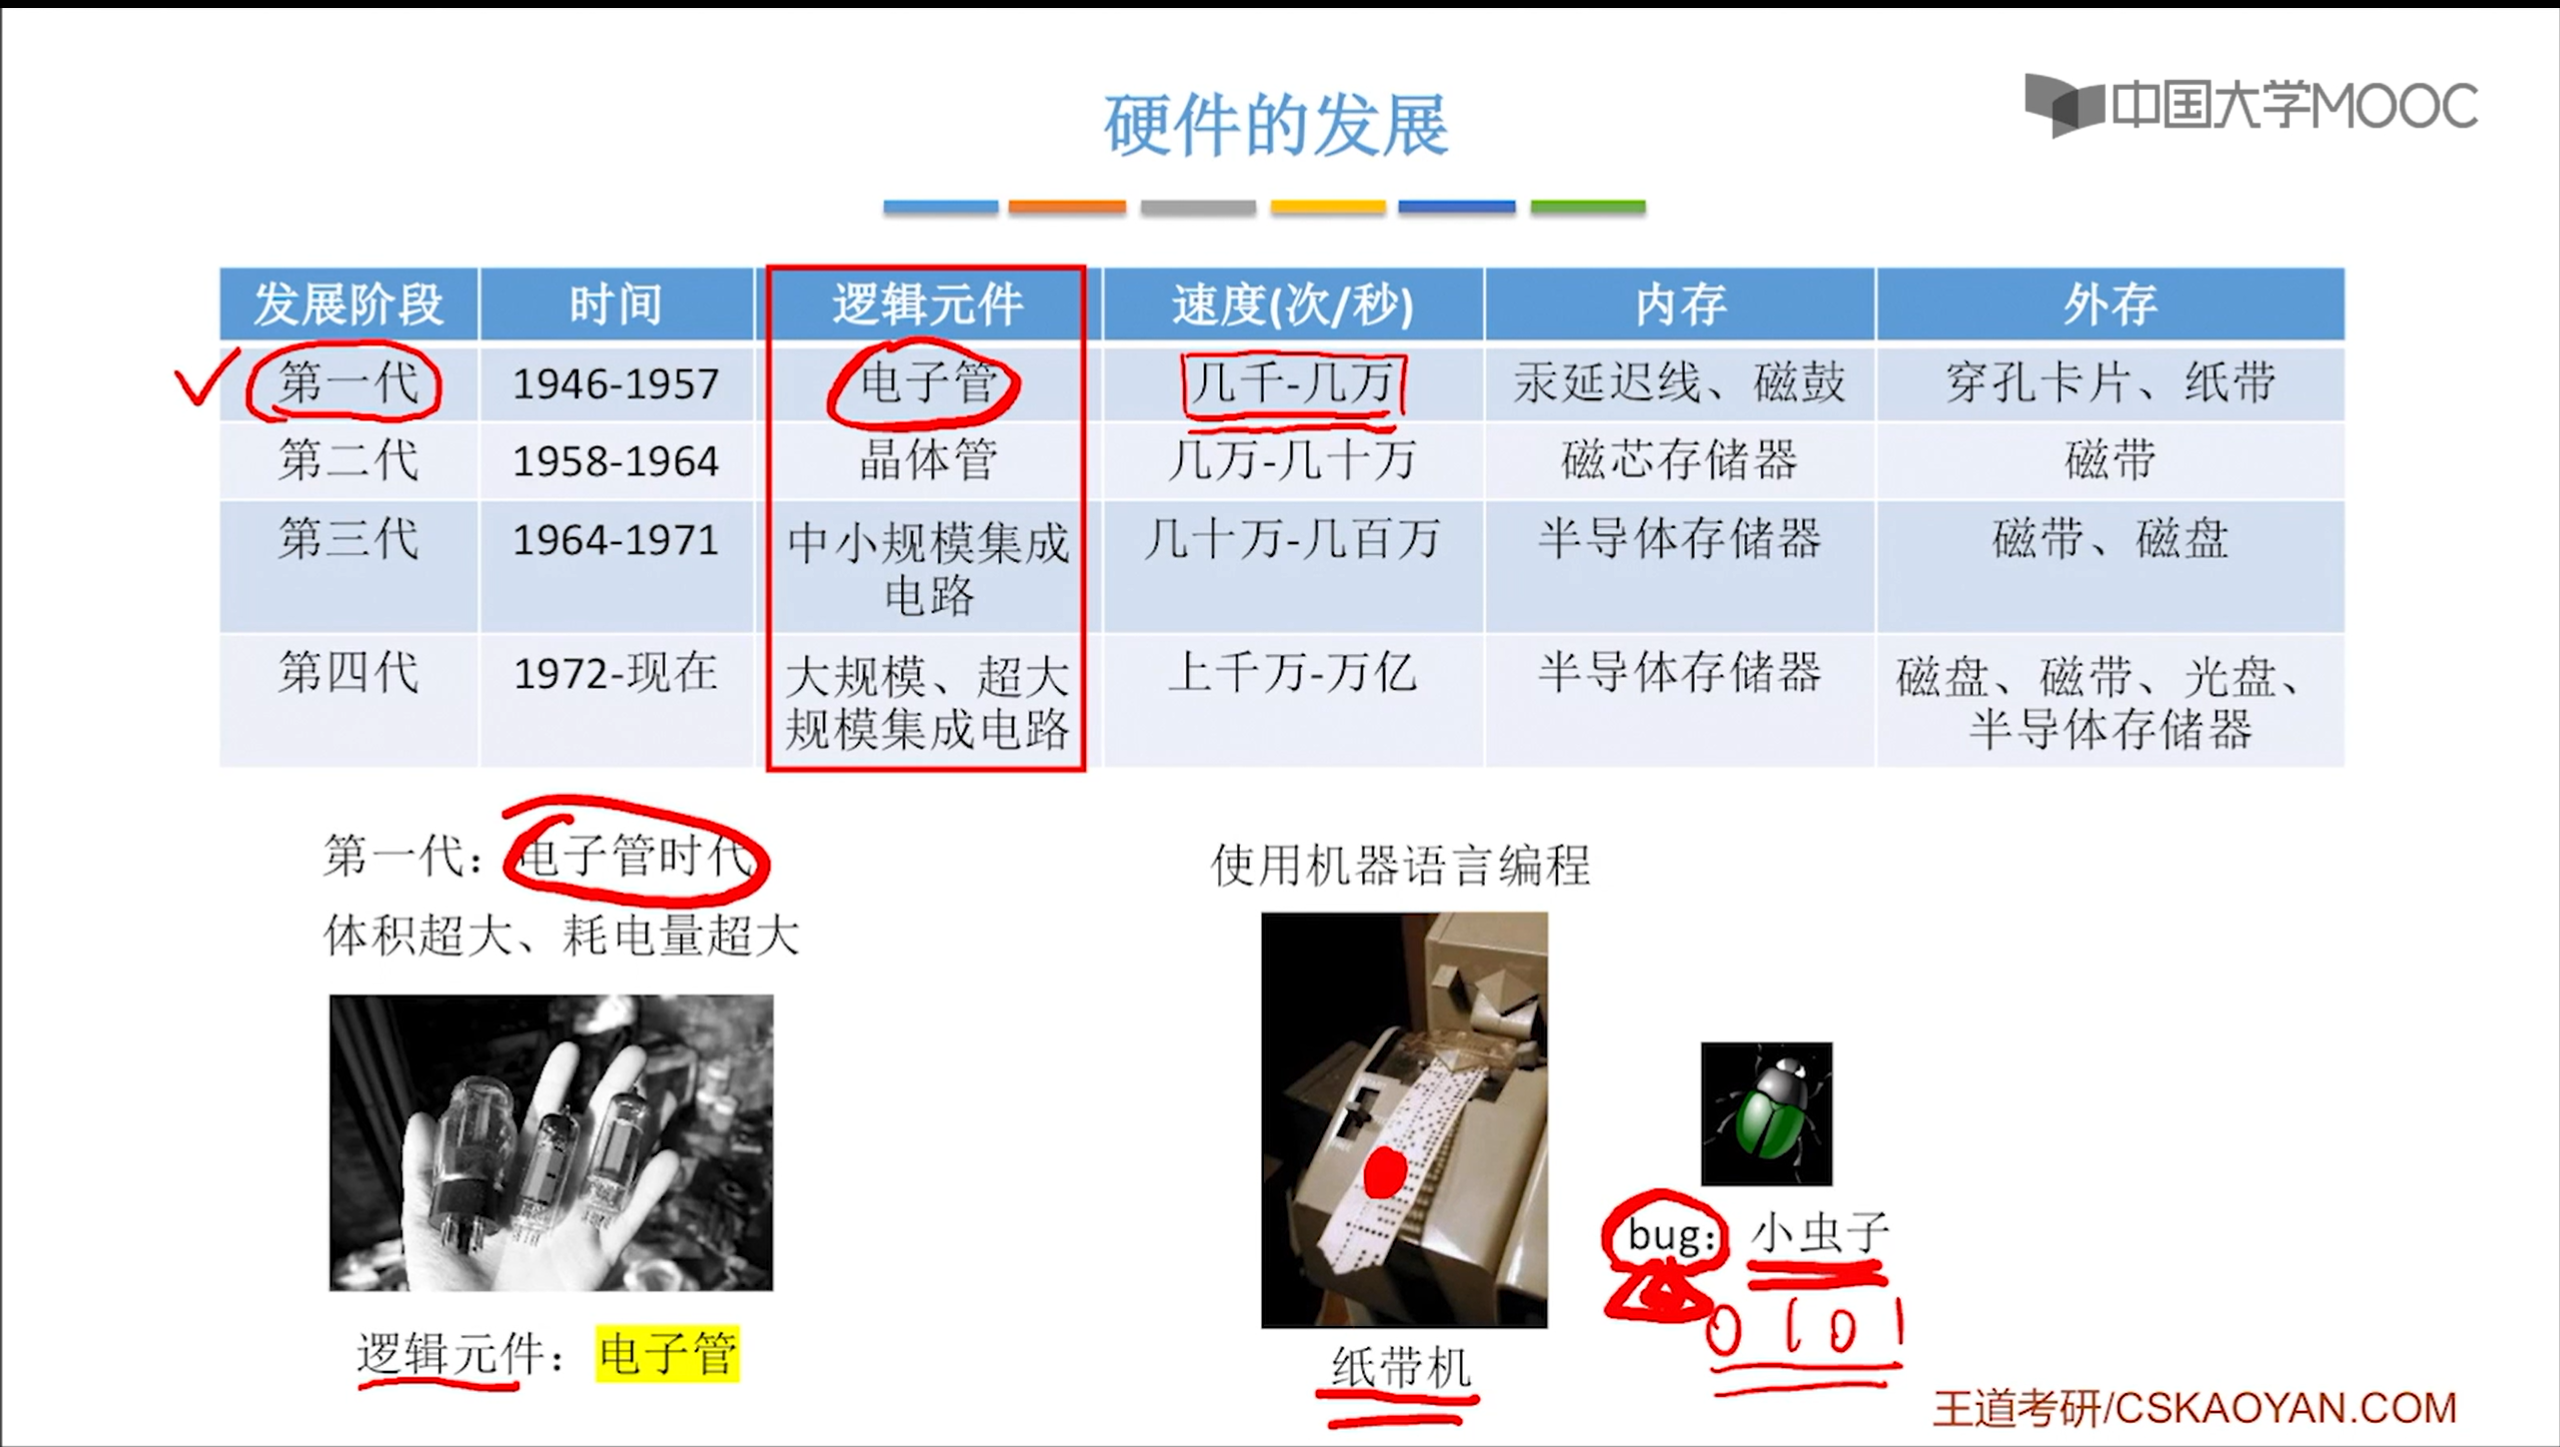 中国大学MOOC
硬件的发展
发展阶段 时间 逻辑元件 速度(次/秒) 内存 外存
第一代 1946-1957 电子管 几千-几万 汞延迟线、磁鼓 穿孔卡片、纸带
第二代 1958-1964 晶体管 几万-几十万 磁芯存储器 磁带
第三代 1964-1971 中小规模集成 几十万-几百万 半导体存储器 磁带、磁盘
电路
第四代 1972-现在 大规模、超大 上千万-万亿 半导体存储器 磁盘、磁带、光盘、
规模集成电路 半导体存储器
第一代：电子管时代
体积超大、耗电量超大
逻辑元件：电子管
使用机器语言编程
纸带机
bug：小虫子
0 1 0 1
王道考研/CSKAOYAN.COM